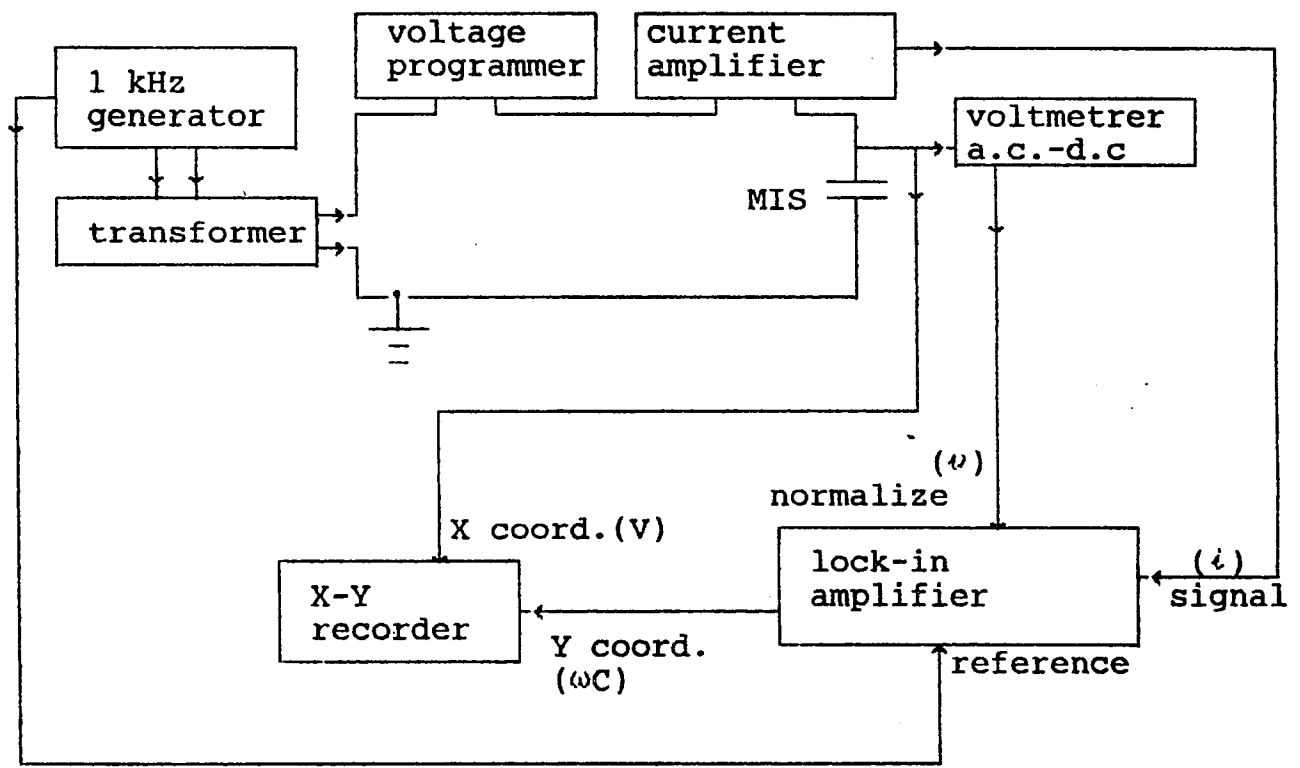 voltage
programmer
current
amplifier
1 kHz
generator
voltmetrer
a.c.-d.c
MIS
transformer
(v)
normalize
X coord.(V)
lock-in
amplifier
(i)
signal
X-Y
recorder
Y coord.
(ωC)
reference